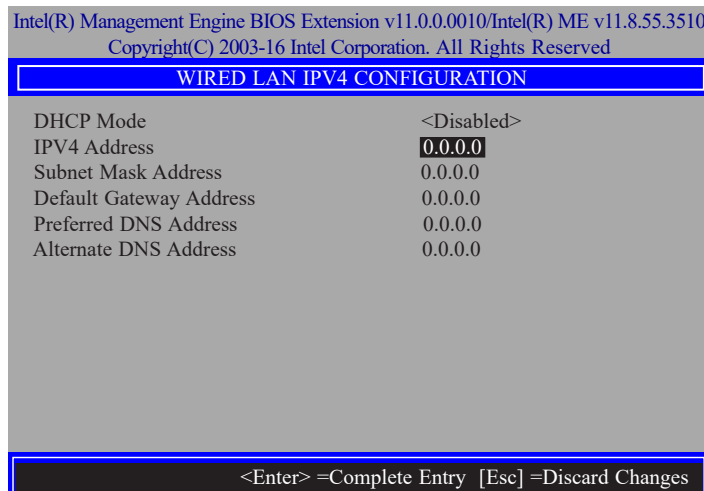 Intel(R) Management Engine BIOS Extension v11.0.0.0010/Intel(R) ME v11.8.55.3510
Copyright(C) 2003-16 Intel Corporation. All Rights Reserved
WIRED LAN IPV4 CONFIGURATION
DHCP Mode <Disabled>
IPV4 Address 0.0.0.0
Subnet Mask Address 0.0.0.0
Default Gateway Address 0.0.0.0
Preferred DNS Address 0.0.0.0
Alternate DNS Address 0.0.0.0
<Enter> =Complete Entry [Esc] =Discard Changes